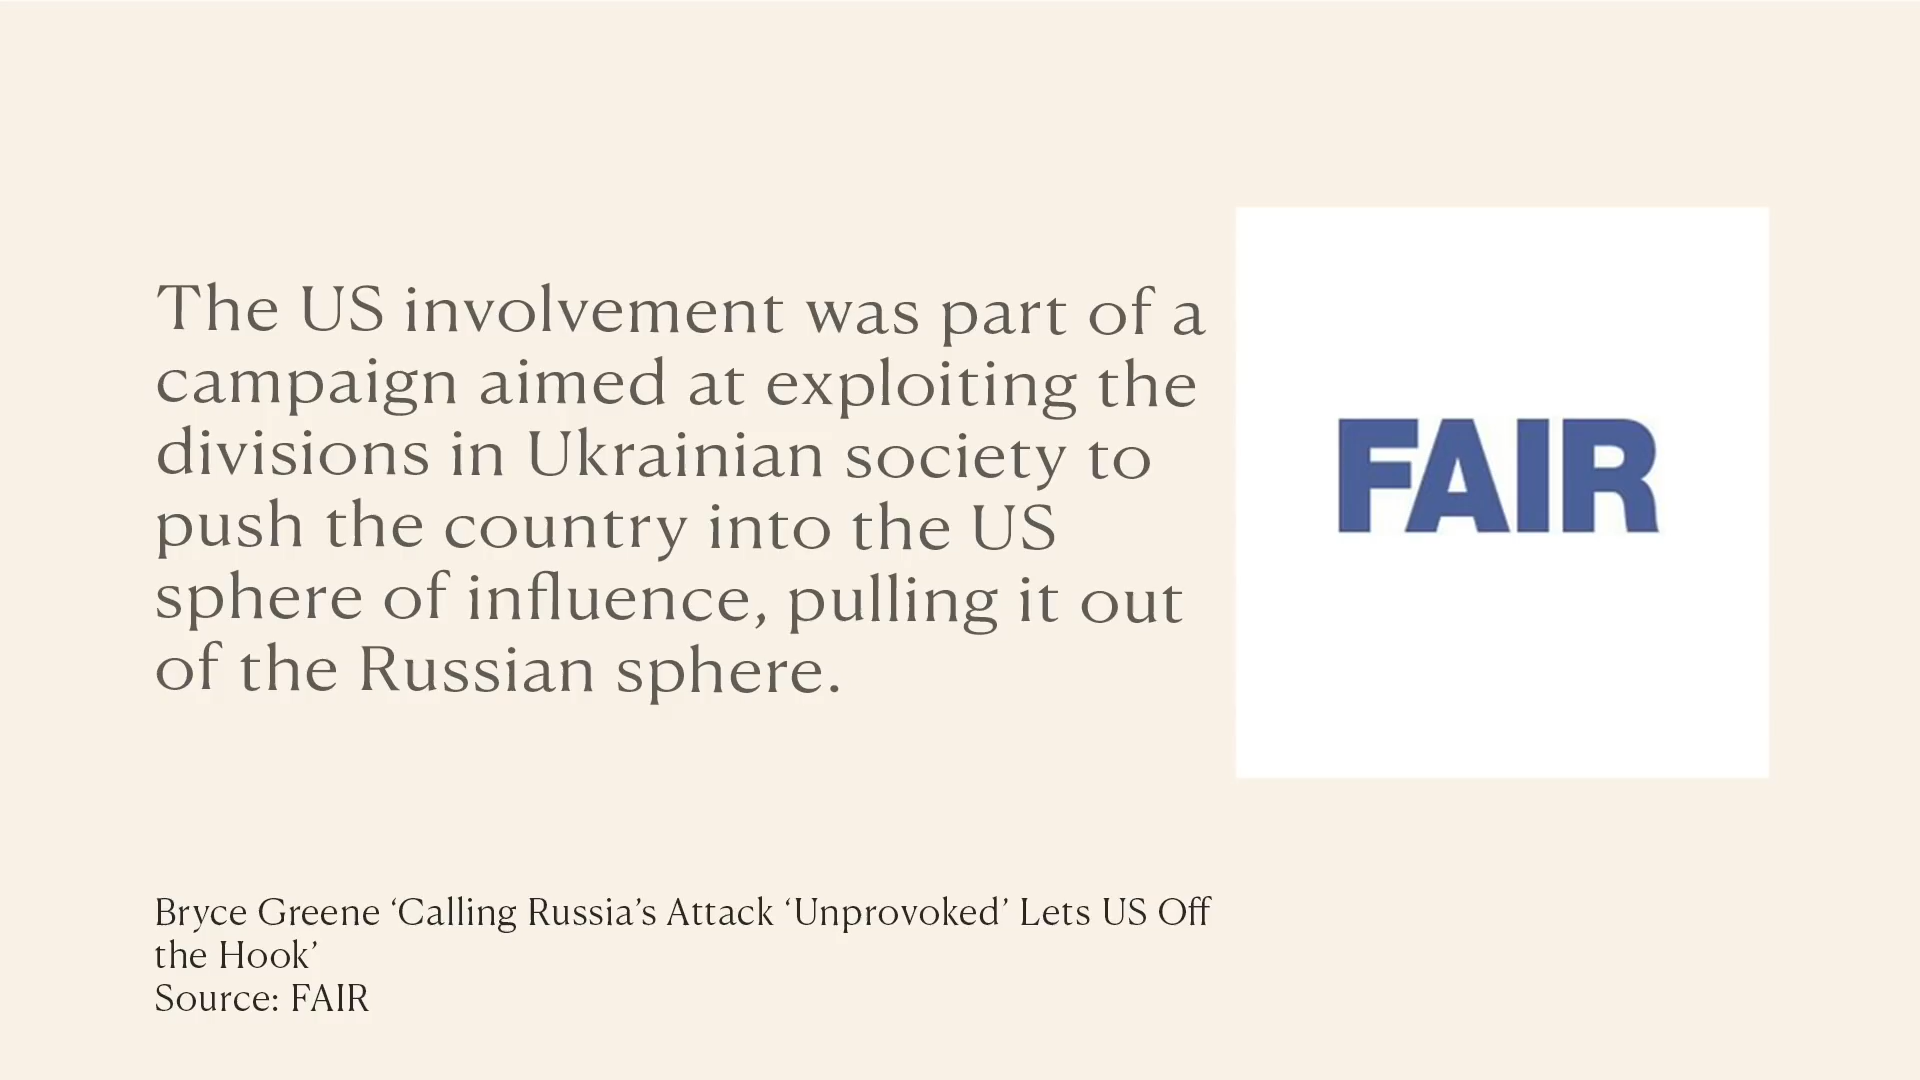 The US involvement was part of a
campaign aimed at exploiting the
divisions in Ukrainian society to
push the country into the US
sphere of influence, pulling it out
of the Russian sphere.
FAIR
Bryce Greene ‘Calling Russia’s Attack ‘Unprovoked’ Lets US Off
the Hook’
Source: FAIR